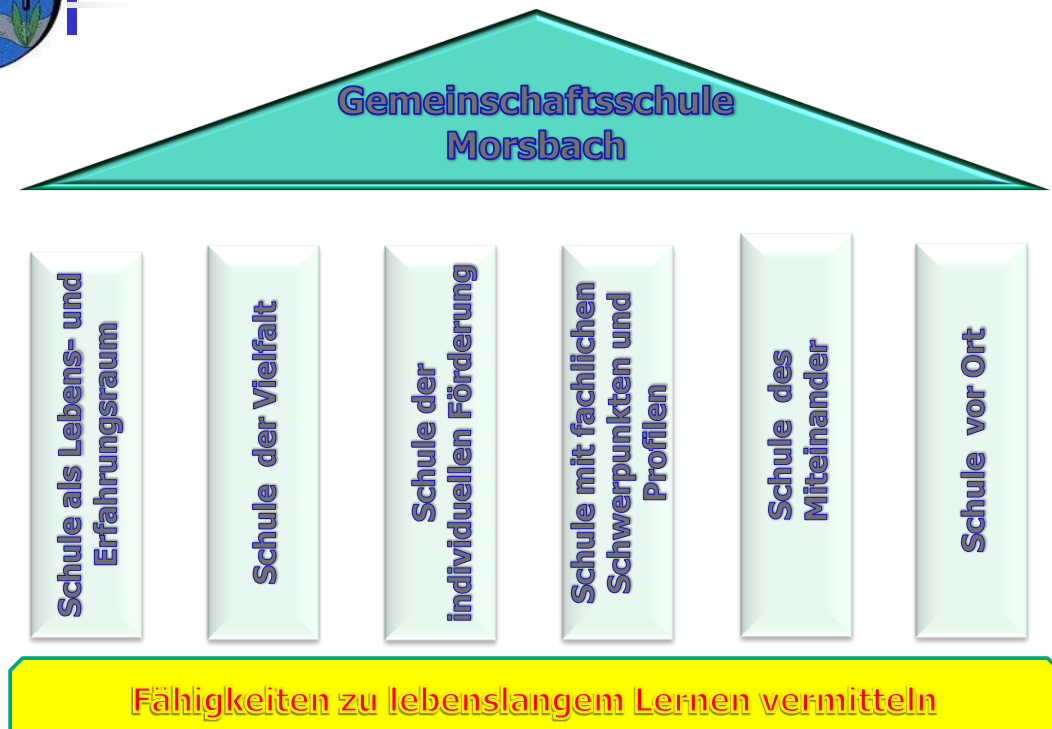 Gemeinschaftsschule
Morsbach
Schule als Lebens- und
Erfahrungsraum
Schule der Vielfalt
Schule der
individuellen Förderung
Schule mit fachlichen
Schwerpunkten und
Profilen
Schule des
Miteinander
Schule vor Ort
Fähigkeiten zu lebenslangem Lernen vermitteln